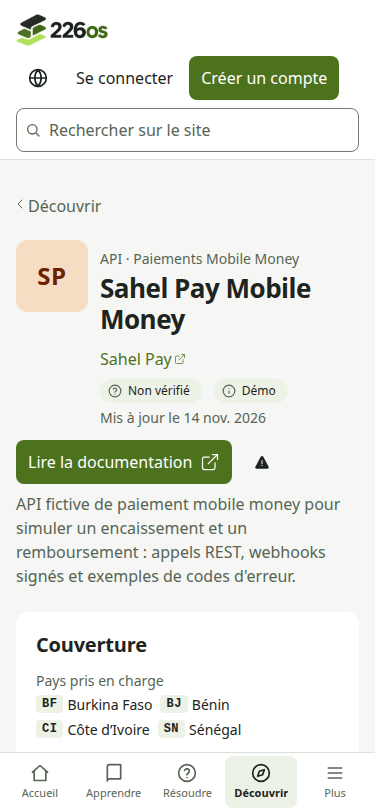 226os
Se connecter
Créer un compte
Rechercher sur le site
Découvrir
SP
API · Paiements Mobile Money
Sahel Pay Mobile
Money
Sahel Pay
Non vérifié
Démo
Mis à jour le 14 nov. 2026
Lire la documentation
API fictive de paiement mobile money pour
simuler un encaissement et un
remboursement : appels REST, webhooks
signés et exemples de codes d'erreur.
Couverture
Pays pris en charge
BF Burkina Faso BJ Bénin
CI Côte d’Ivoire SN Sénégal
Accueil
Apprendre
Résoudre
Découvrir
Plus